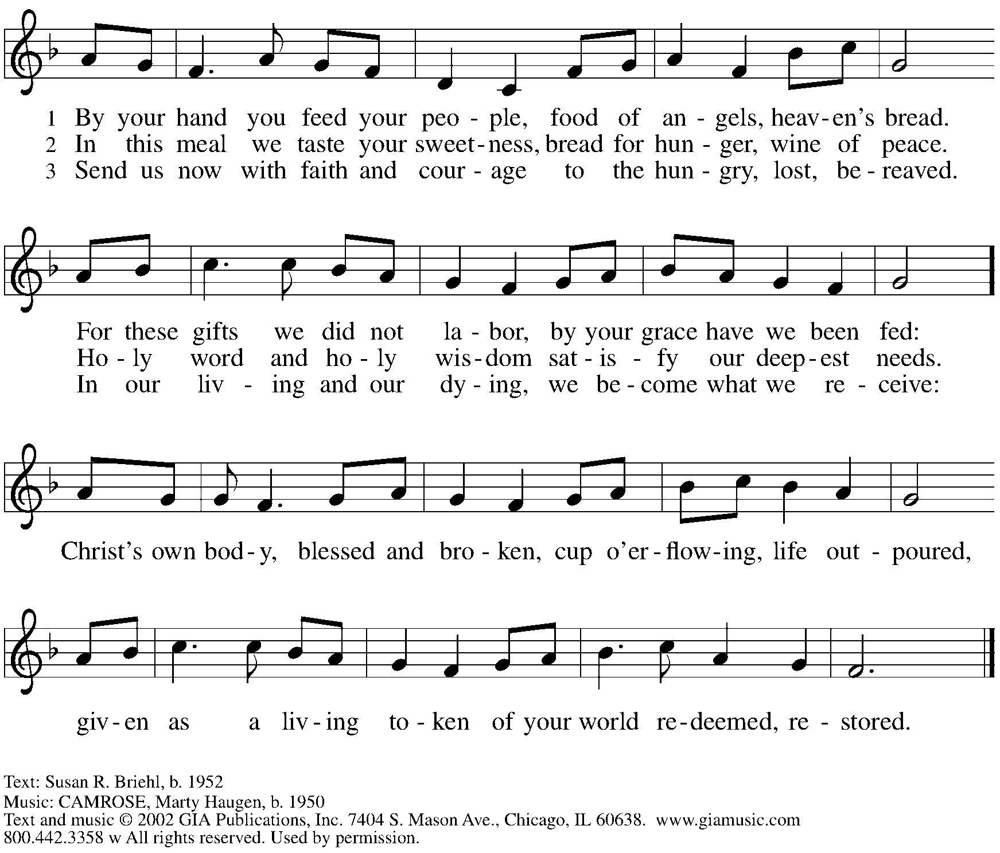 1 By your hand you feed your peo - ple, food of an - gels, heav-en's bread.
2 In this meal we taste your sweet-ness, bread for hun - ger, wine of peace.
3 Send us now with faith and cour - age to the hun - gry, lost, be - reaved.
For these gifts we did not la - bor, by your grace have we been fed:
Ho - ly word and ho - ly wis-dom sat - is - fy our deep-est needs.
In our liv - ing and our dy - ing, we be - come what we re - ceive:
Christ's own bod-y, blessed and bro - ken, cup o'er-flow-ing, life out - poured,
giv-en as a liv - ing to - ken of your world re-deemed, re - stored.
Text: Susan R. Briehl, b. 1952
Music: CAMROSE, Marty Haugen, b. 1950
Text and music © 2002 GIA Publications, Inc. 7404 S. Mason Ave., Chicago, IL 60638. www.giamusic.com
800.442.3358 w All rights reserved. Used by permission.